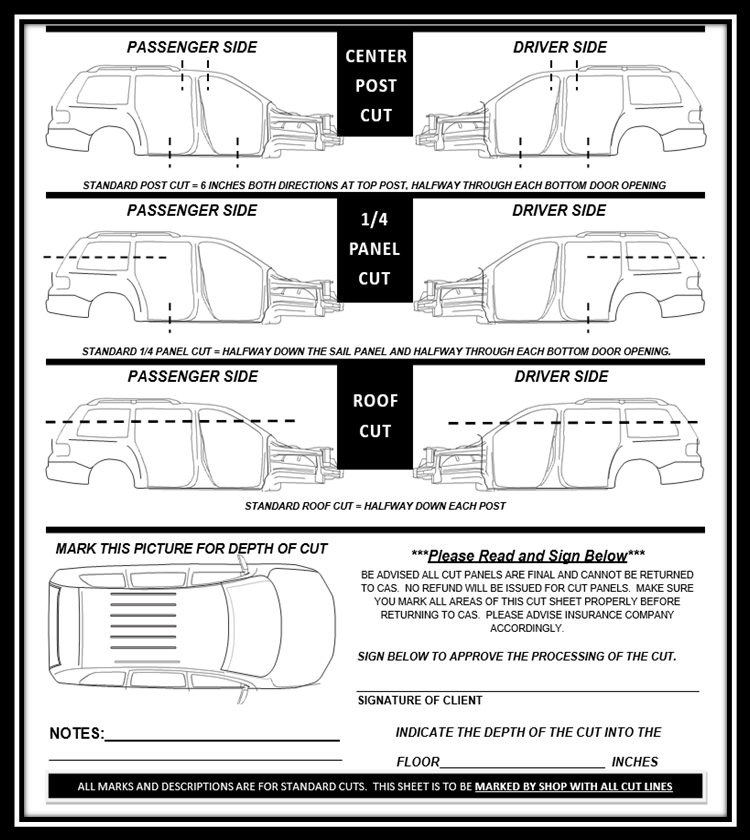 PASSENGER SIDE
CENTER
POST
CUT
DRIVER SIDE
STANDARD POST CUT = 6 INCHES BOTH DIRECTIONS AT TOP POST, HALFWAY THROUGH EACH BOTTOM DOOR OPENING
PASSENGER SIDE
1/4
PANEL
CUT
DRIVER SIDE
STANDARD 1/4 PANEL CUT = HALFWAY DOWN THE SAIL PANEL AND HALFWAY THROUGH EACH BOTTOM DOOR OPENING.
PASSENGER SIDE
ROOF
CUT
DRIVER SIDE
STANDARD ROOF CUT = HALFWAY DOWN EACH POST
MARK THIS PICTURE FOR DEPTH OF CUT
***Please Read and Sign Below***
BE ADVISED ALL CUT PANELS ARE FINAL AND CANNOT BE RETURNED
TO CAS. NO REFUND WILL BE ISSUED FOR CUT PANELS. MAKE SURE
YOU MARK ALL AREAS OF THIS CUT SHEET PROPERLY BEFORE
RETURNING TO CAS. PLEASE ADVISE INSURANCE COMPANY
ACCORDINGLY.
SIGN BELOW TO APPROVE THE PROCESSING OF THE CUT.
SIGNATURE OF CLIENT
NOTES:
INDICATE THE DEPTH OF THE CUT INTO THE
FLOOR____________________ INCHES
ALL MARKS AND DESCRIPTIONS ARE FOR STANDARD CUTS. THIS SHEET IS TO BE MARKED BY SHOP WITH ALL CUT LINES